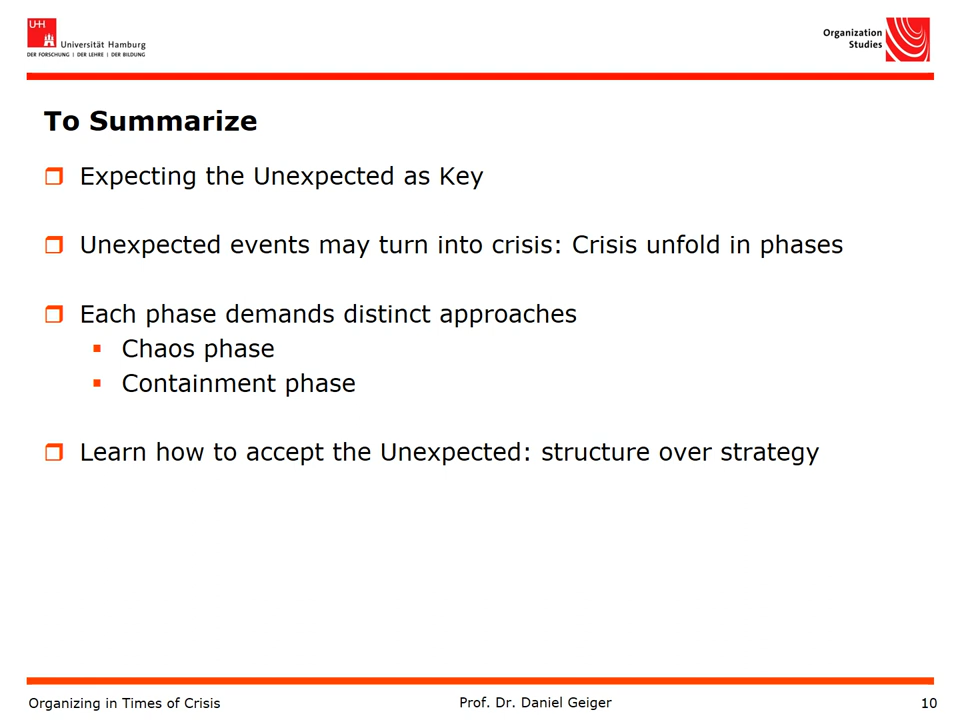 UHH
Universität Hamburg
DER FORSCHUNG | DER LEHRE | DER BILDUNG
Organization
Studies
To Summarize
Expecting the Unexpected as Key
Unexpected events may turn into crisis: Crisis unfold in phases
Each phase demands distinct approaches
Chaos phase
Containment phase
Learn how to accept the Unexpected: structure over strategy
Organizing in Times of Crisis
Prof. Dr. Daniel Geiger
10